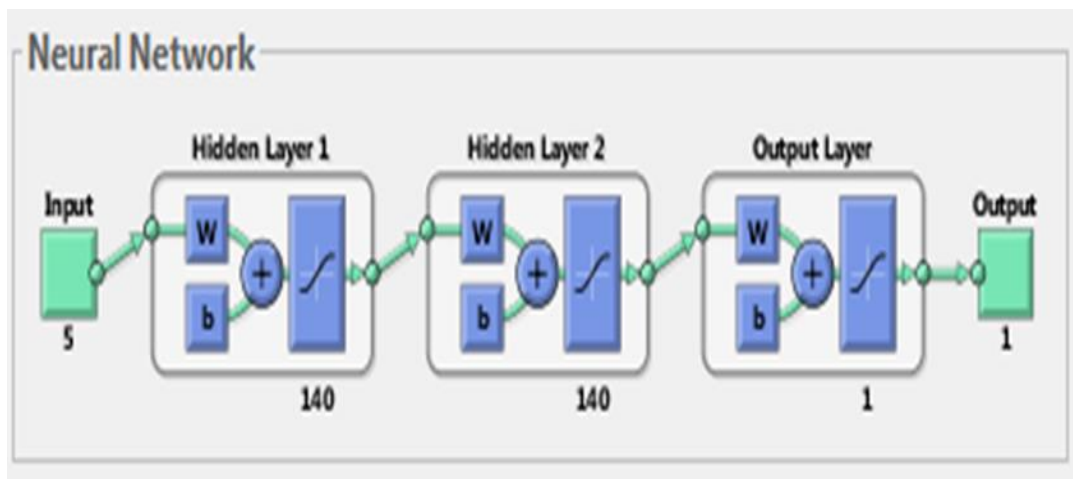 Neural Network
Hidden Layer 1
Hidden Layer 2
Output Layer
Input
Output
W
b
+
W
b
+
W
b
+
5
140
140
1
1